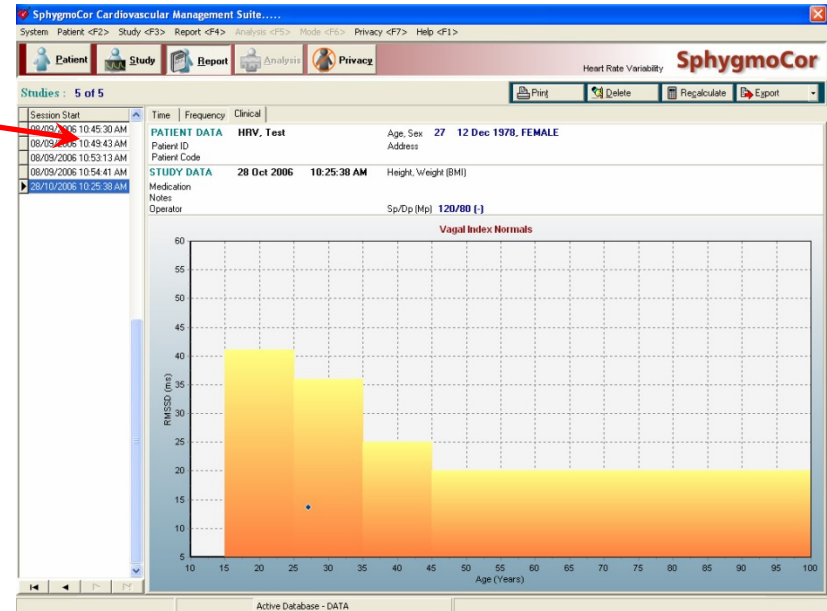 SphygmoCor Cardiovascular Management Suite.....
System Patient <F2> Study <F3> Report <F4> Analysis <F5> Mode <F6> Privacy <F7> Help <F1>
Patient Study Report Analysis Privacy Heart Rate Variability SphygmoCor
Studies : 5 of 5 Print Delete Recalculate Export
Session Start
08/09/2006 10:45:30 AM
08/09/2006 10:49:43 AM
08/09/2006 10:53:13 AM
08/09/2006 10:54:41 AM
28/10/2006 10:25:38 AM
Time Frequency Clinical
PATIENT DATA HRV, Test Age, Sex 27 12 Dec 1978, FEMALE
Patient ID Address
Patient Code
STUDY DATA 28 Oct 2006 10:25:38 AM Height, Weight (BMI)
Medication
Notes
Operator Sp/Dp (Mp) 120/80 (-)
Vagal Index Normals
RMSSD (ms)
60
55
50
45
40
35
30
25
20
15
10
5
10 15 20 25 30 35 40 45 50 55 60 65 70 75 80 85 90 95 100
Age (Years)
Active Database - DATA